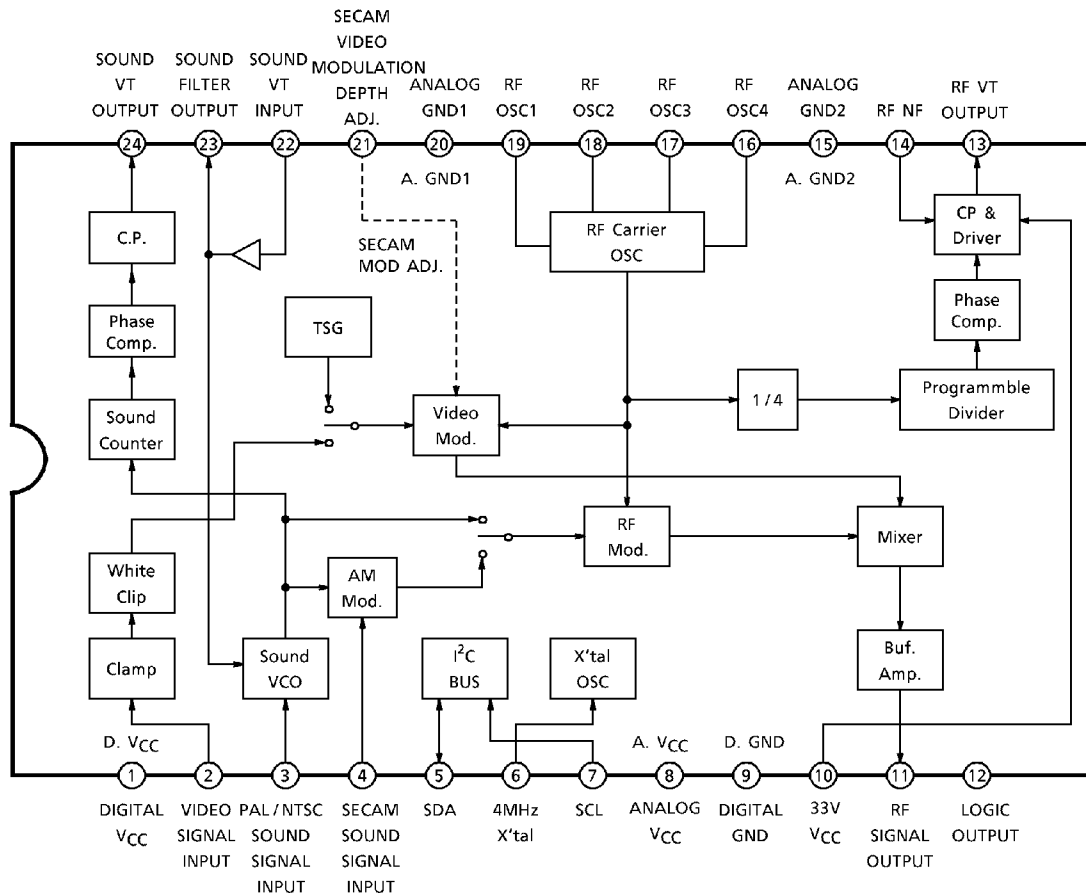 SOUND
VT
OUTPUT
SOUND
FILTER
OUTPUT
SOUND
VT
INPUT
SECAM
VIDEO
MODULATION
DEPTH
ADJ.
ANALOG
GND1
RF
OSC1
RF
OSC2
RF
OSC3
RF
OSC4
ANALOG
GND2
RF NF
RF VT
OUTPUT
24
23
22
21
20
19
18
17
16
15
14
13
A. GND1
A. GND2
C.P.
SECAM
MOD ADJ.
RF Carrier
OSC
CP &
Driver
Phase
Comp.
TSG
Phase
Comp.
Sound
Counter
Video
Mod.
1/4
Programmble
Divider
White
Clip
AM
Mod.
RF
Mod.
Mixer
Clamp
Sound
VCO
I²C
BUS
X'tal
OSC
Buf.
Amp.
D. VCC
A. VCC
D. GND
1
2
3
4
5
6
7
8
9
10
11
12
DIGITAL
VCC
VIDEO
SIGNAL
INPUT
PAL/NTSC
SOUND
SIGNAL
INPUT
SECAM
SOUND
SIGNAL
INPUT
SDA
4MHz
X'tal
SCL
ANALOG
VCC
DIGITAL
GND
33V
VCC
RF
SIGNAL
OUTPUT
LOGIC
OUTPUT